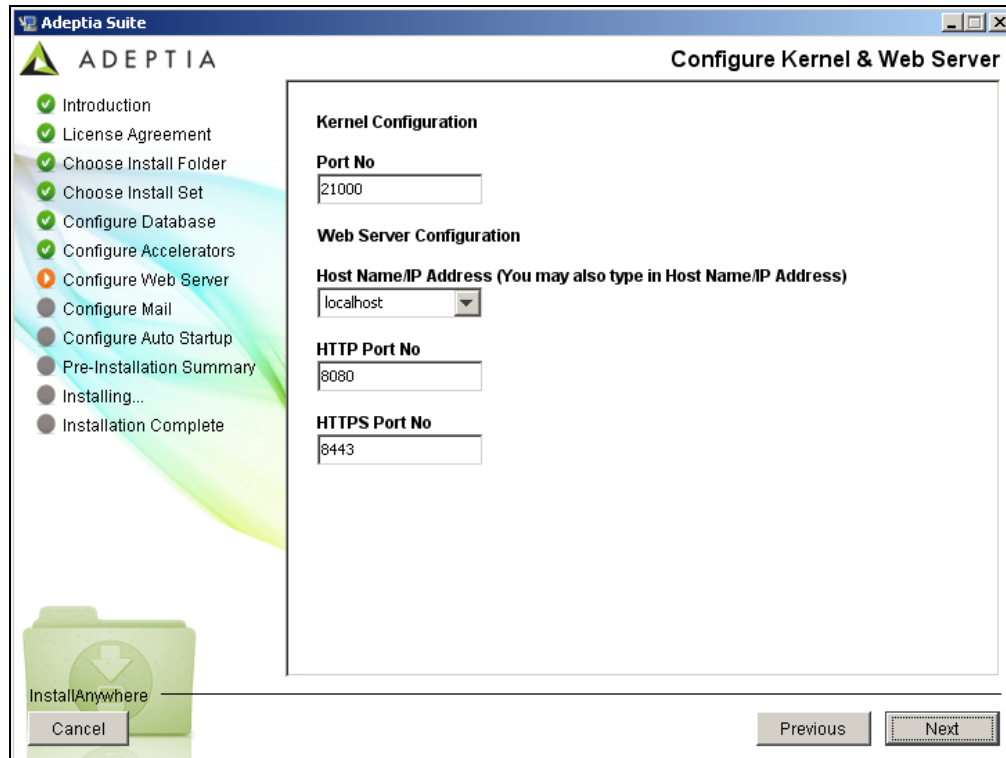 Adeptia Suite
ADEPTIA
Configure Kernel & Web Server
Introduction
License Agreement
Choose Install Folder
Choose Install Set
Configure Database
Configure Accelerators
Configure Web Server
Configure Mail
Configure Auto Startup
Pre-Installation Summary
Installing...
Installation Complete
Kernel Configuration
Port No
21000
Web Server Configuration
Host Name/IP Address (You may also type in Host Name/IP Address)
localhost
HTTP Port No
8080
HTTPS Port No
8443
InstallAnywhere
Cancel
Previous
Next